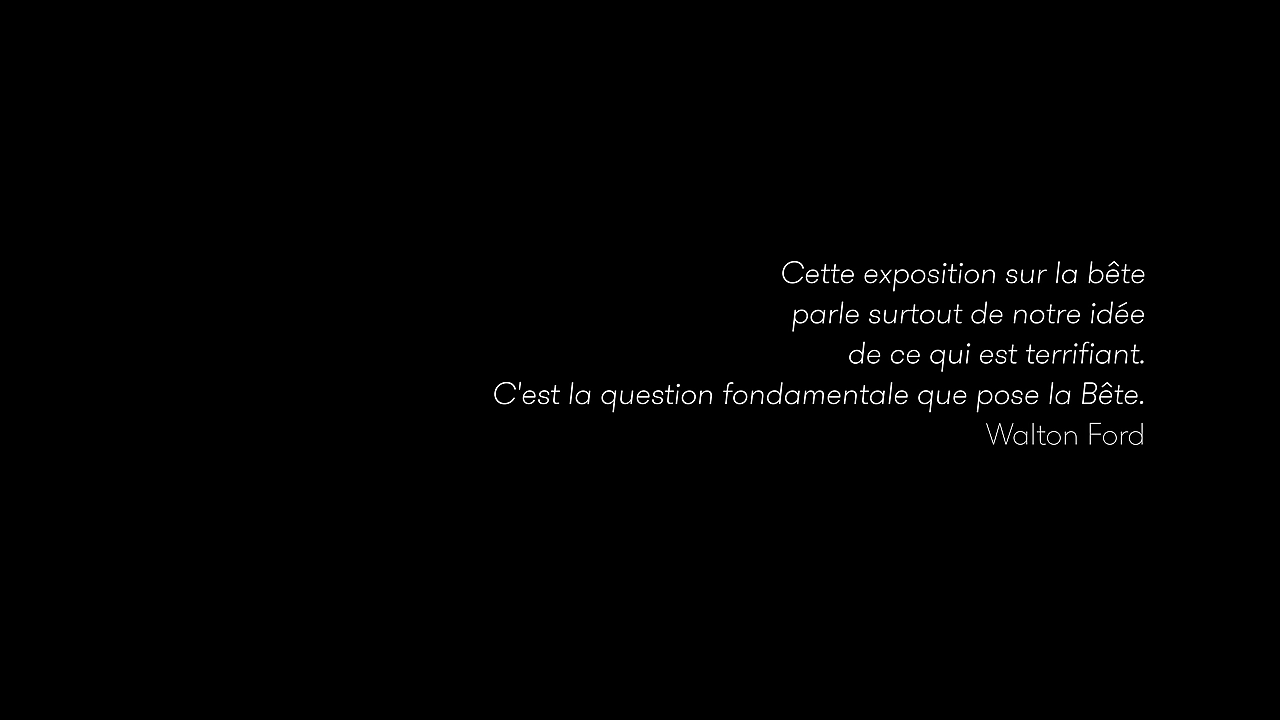 Cette exposition sur la bête
parle surtout de notre idée
de ce qui est terrifiant.
C'est la question fondamentale que pose la Bête.
Walton Ford